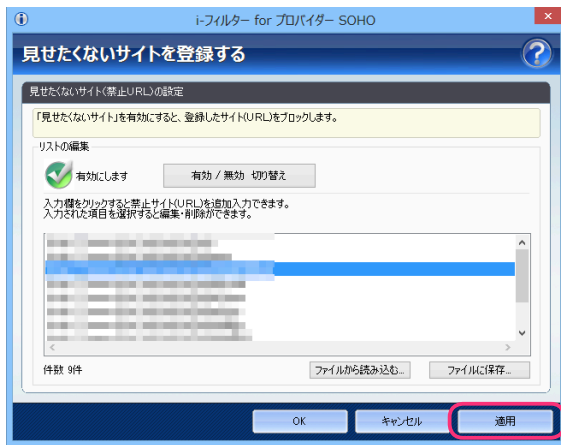 i-フィルター for プロバイダー SOHO
見せたくないサイトを登録する
見せたくないサイト(禁止URL)の設定
「見せたくないサイト」を有効にすると、登録したサイト(URL)をブロックします。
リストの編集
有効にします
有効 / 無効 切り替え
入力欄をクリックすると禁止サイト(URL)を追加入力できます。
入力された項目を選択すると編集・削除ができます。
件数 9件
ファイルから読み込む...
ファイルに保存...
OK
キャンセル
適用